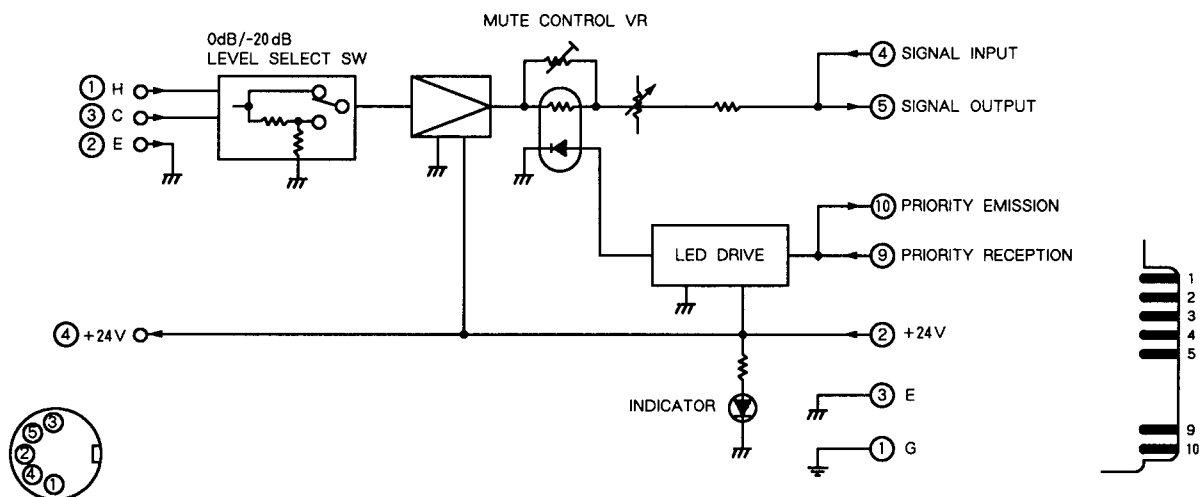 MUTE CONTROL VR
0dB/-20dB
LEVEL SELECT SW
④ SIGNAL INPUT
① H
⑤ SIGNAL OUTPUT
③ C
② E
⑩ PRIORITY EMISSION
LED DRIVE
⑨ PRIORITY RECEPTION
④ +24V
② +24V
INDICATOR
③ E
① G
③
⑤
②
④
①
1
2
3
4
5
9
10